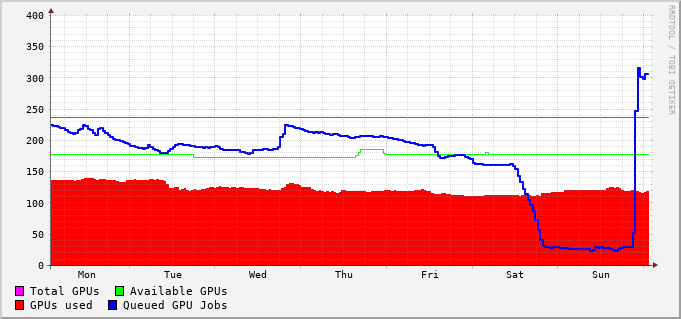 400
350
300
250
200
150
100
50
0
Mon Tue Wed Thu Fri Sat Sun
Total GPUs Available GPUs
GPUs used Queued GPU Jobs
RRDTOOL / TOBI OETIKER